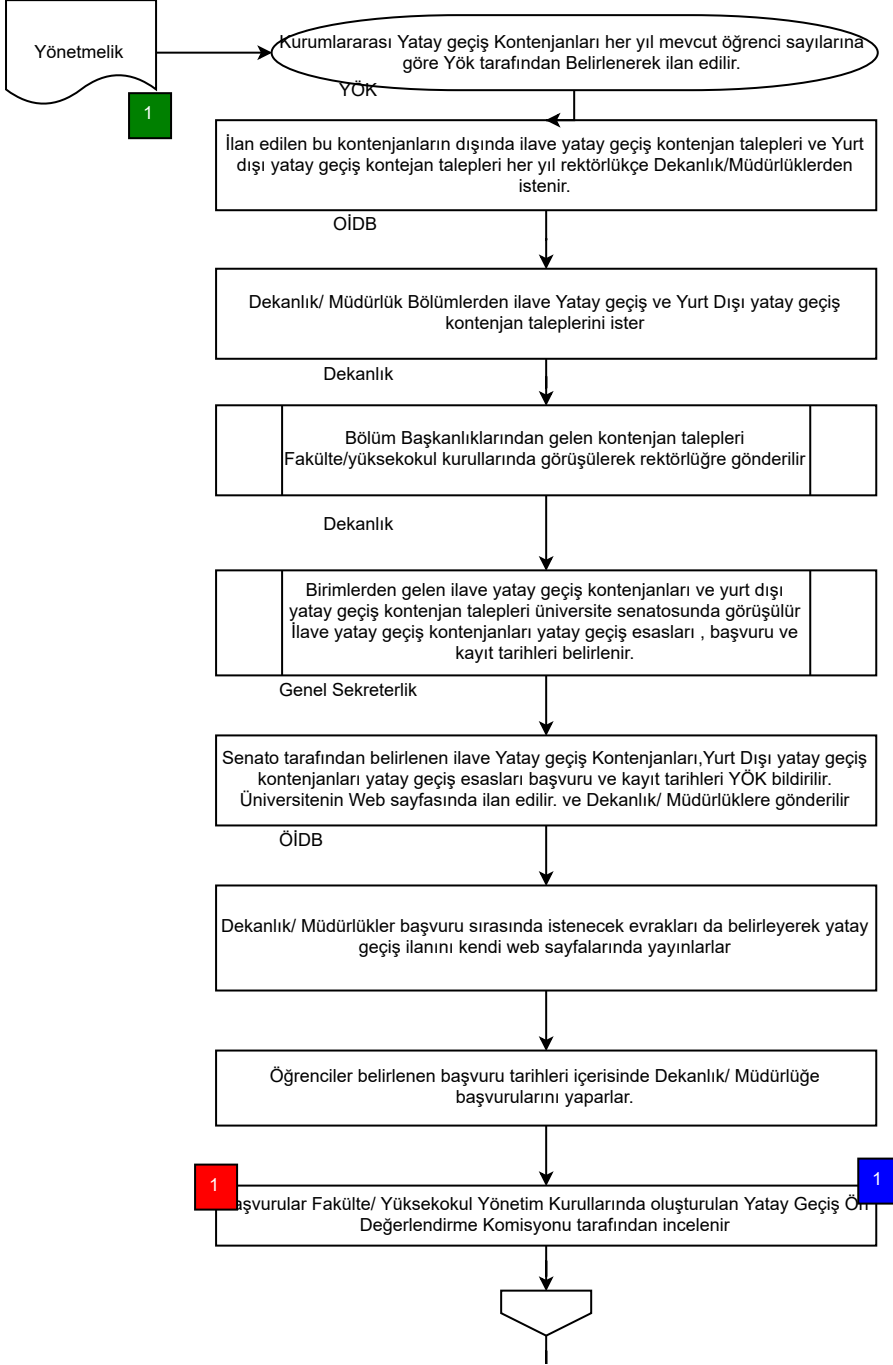 Yönetmelik
1
Kurumlararası Yatay geçiş Kontenjanları her yıl mevcut öğrenci sayılarına
göre Yök tarafından Belirlenerek ilan edilir.
YÖK
İlan edilen bu kontenjanların dışında ilave yatay geçiş kontenjan talepleri ve Yurt
dışı yatay geçiş kontejan talepleri her yıl rektörlükçe Dekanlık/Müdürlüklerden
istenir.
OİDB
Dekanlık/ Müdürlük Bölümlerden ilave Yatay geçiş ve Yurt Dışı yatay geçiş
kontenjan taleplerini ister
Dekanlık
Bölüm Başkanlıklarından gelen kontenjan talepleri
Fakülte/yüksekokul kurullarında görüşülerek rektörlüğre gönderilir
Dekanlık
Birimlerden gelen ilave yatay geçiş kontenjanları ve yurt dışı
yatay geçiş kontenjan talepleri üniversite senatosunda görüşülür
İlave yatay geçiş kontenjanları yatay geçiş esasları , başvuru ve
kayıt tarihleri belirlenir.
Genel Sekreterlik
Senato tarafından belirlenen ilave Yatay geçiş Kontenjanları,Yurt Dışı yatay geçiş
kontenjanları yatay geçiş esasları başvuru ve kayıt tarihleri YÖK bildirilir.
Üniversitenin Web sayfasında ilan edilir. ve Dekanlık/ Müdürlüklere gönderilir
ÖİDB
Dekanlık/ Müdürlükler başvuru sırasında istenecek evrakları da belirleyerek yatay
geçiş ilanını kendi web sayfalarında yayınlarlar
Öğrenciler belirlenen başvuru tarihleri içerisinde Dekanlık/ Müdürlüğe
başvurularını yaparlar.
1
1
aşvurular Fakülte/ Yüksekokul Yönetim Kurullarında oluşturulan Yatay Geçiş Ön
Değerlendirme Komisyonu tarafından incelenir